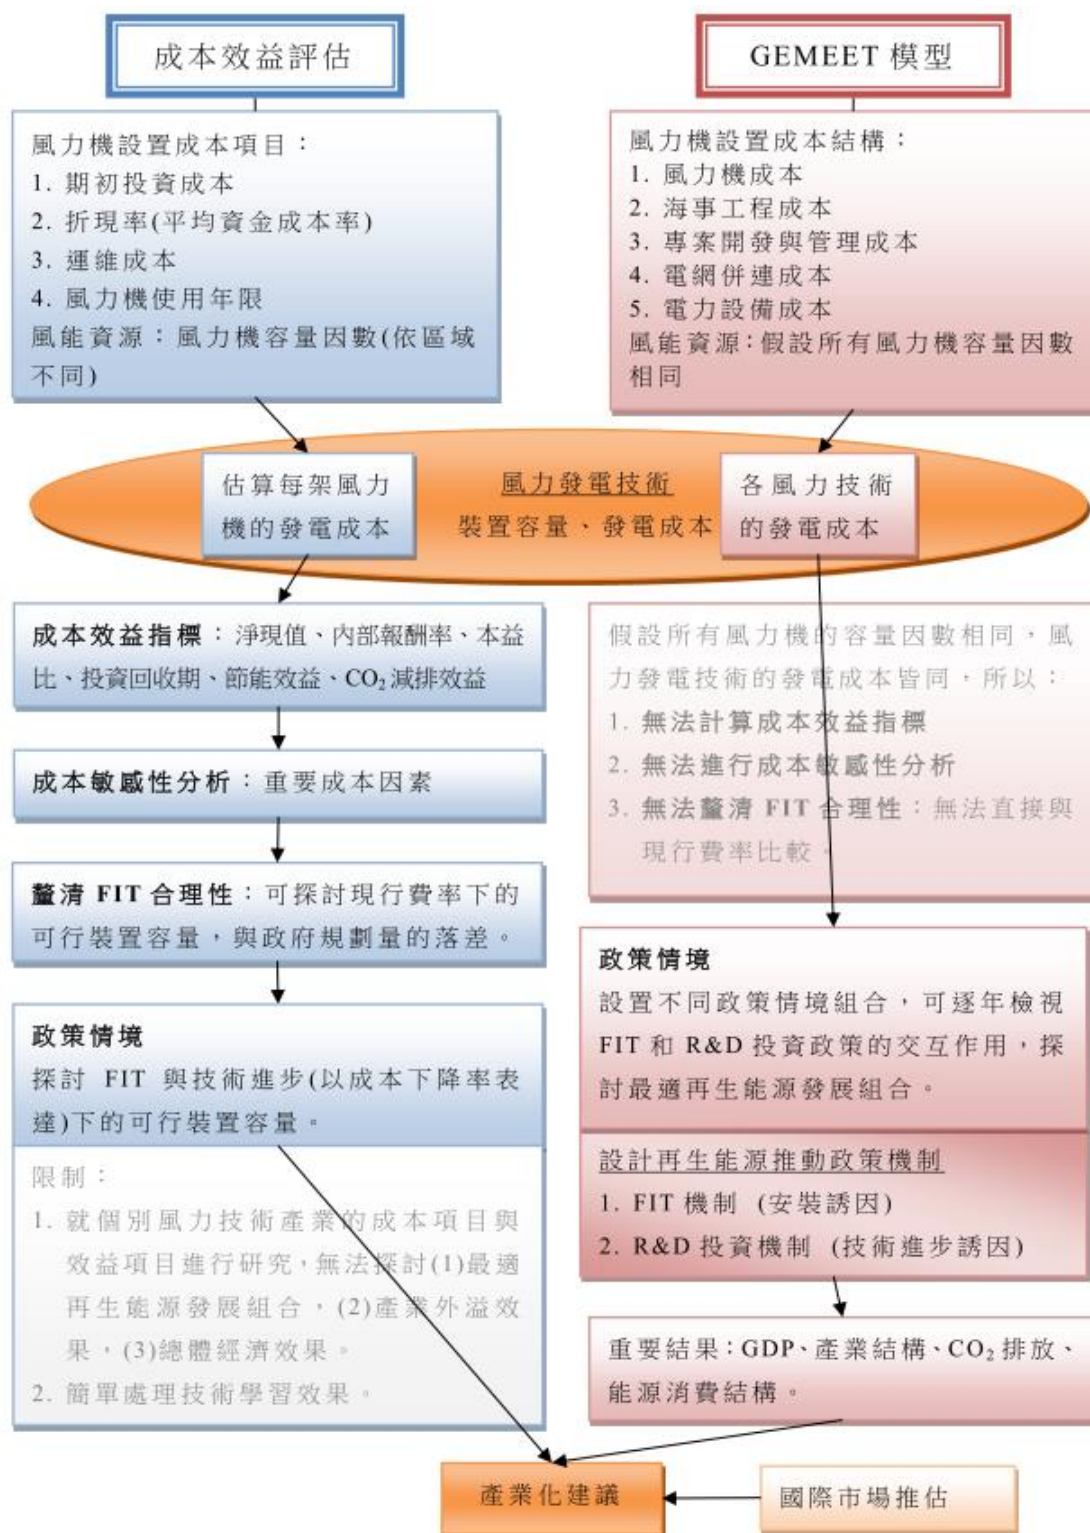 成本效益評估
風力機設置成本項目：
1. 期初投資成本
2. 折現率(平均資金成本率)
3. 運維成本
4. 風力機使用年限
風能資源：風力機容量因數(依區域
不同)
GEMEET 模型
風力機設置成本結構：
1. 風力機成本
2. 海事工程成本
3. 專案開發與管理成本
4. 電網併連成本
5. 電力設備成本
風能資源：假設所有風力機容量因數
相同
估算每架風力
機的發電成本
風力發電技術
裝置容量、發電成本
各風力技術
的發電成本
成本效益指標：淨現值、內部報酬率、本益
比、投資回收期、節能效益、CO₂減排效益
成本敏感性分析：重要成本因素
釐清 FIT 合理性：可探討現行費率下的
可行裝置容量，與政府規劃量的落差。
政策情境
探討 FIT 與技術進步(以成本下降率表
達)下的可行裝置容量。
限制：
1. 就個別風力技術產業的成本項目與
效益項目進行研究，無法探討(1)最適
再生能源發展組合，(2)產業外溢效
果，(3)總體經濟效果。
2. 簡單處理技術學習效果。
假設所有風力機的容量因數相同，風
力發電技術的發電成本皆同，所以：
1. 無法計算成本效益指標
2. 無法進行成本敏感性分析
3. 無法釐清 FIT 合理性：無法直接與
現行費率比較。
政策情境
設置不同政策情境組合，可逐年檢視
FIT 和 R&D 投資政策的交互作用，探
討最適再生能源發展組合。
設計再生能源推動政策機制
1. FIT 機制 (安裝誘因)
2. R&D 投資機制 (技術進步誘因)
重要結果：GDP、產業結構、CO₂排放、
能源消費結構。
產業化建議
國際市場推估